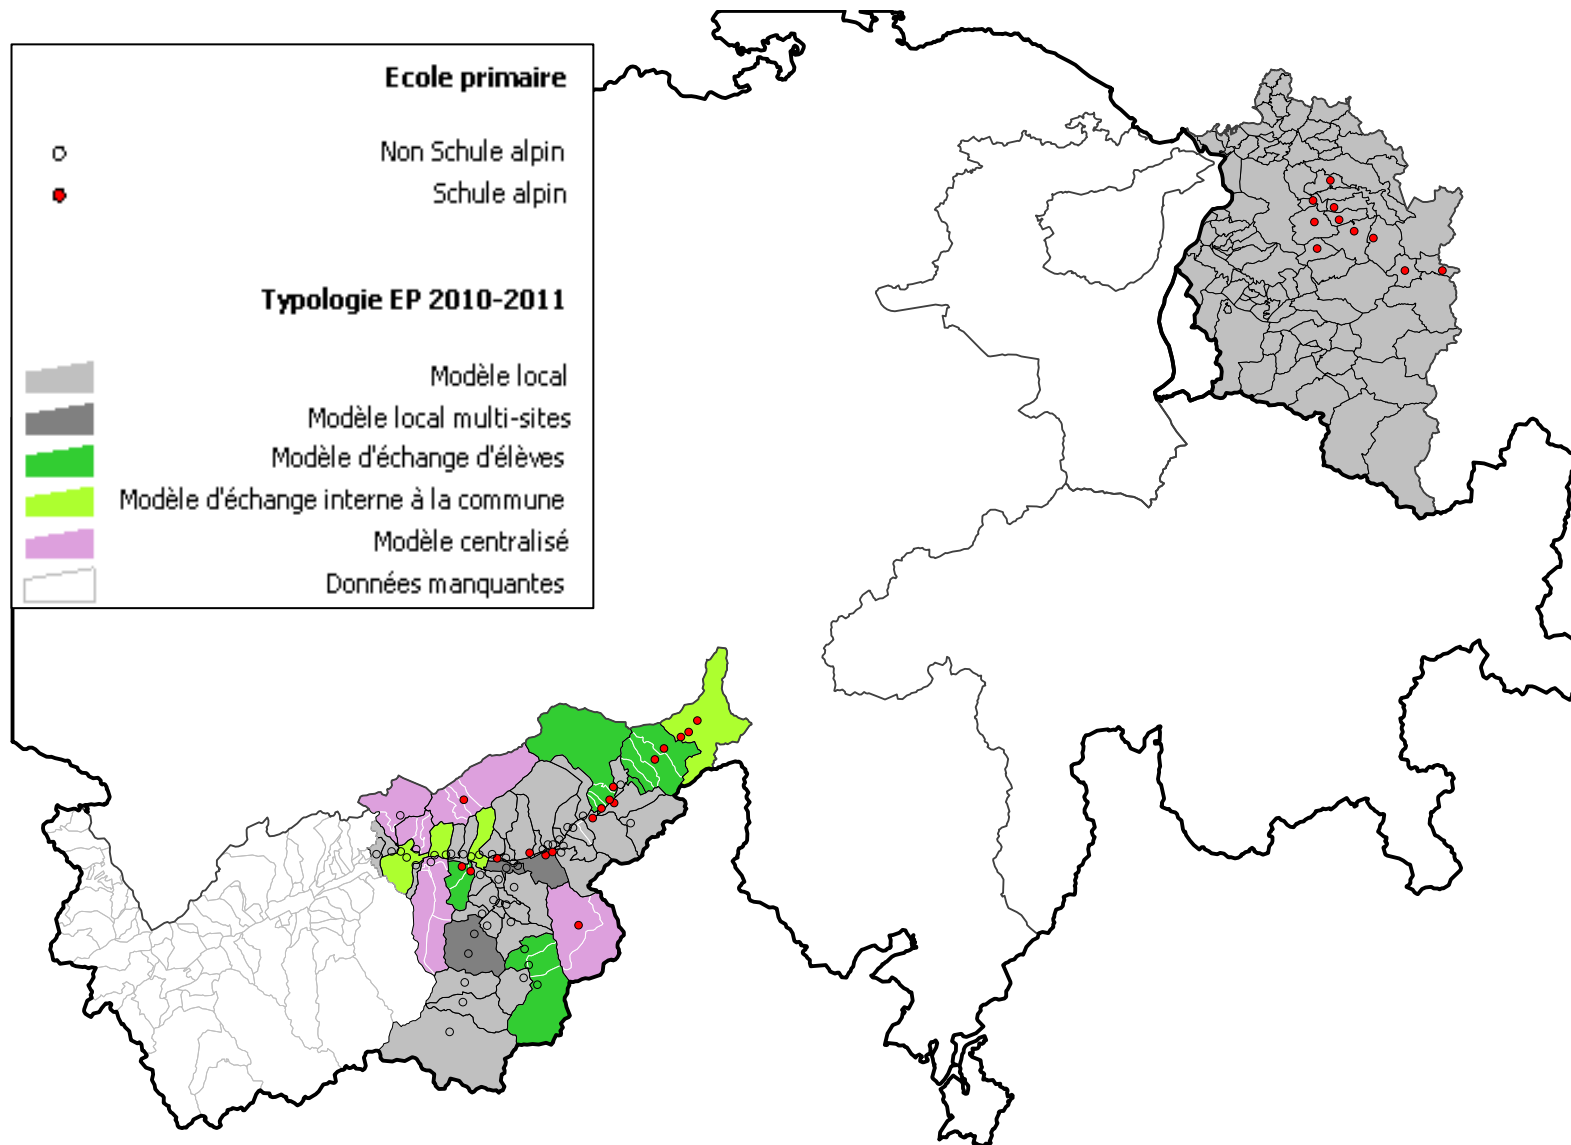 Ecole primaire
Non Schule alpin
Schule alpin
Typologie EP 2010-2011
Modèle local
Modèle local multi-sites
Modèle d'échange d'élèves
Modèle d'échange interne à la commune
Modèle centralisé
Données manquantes